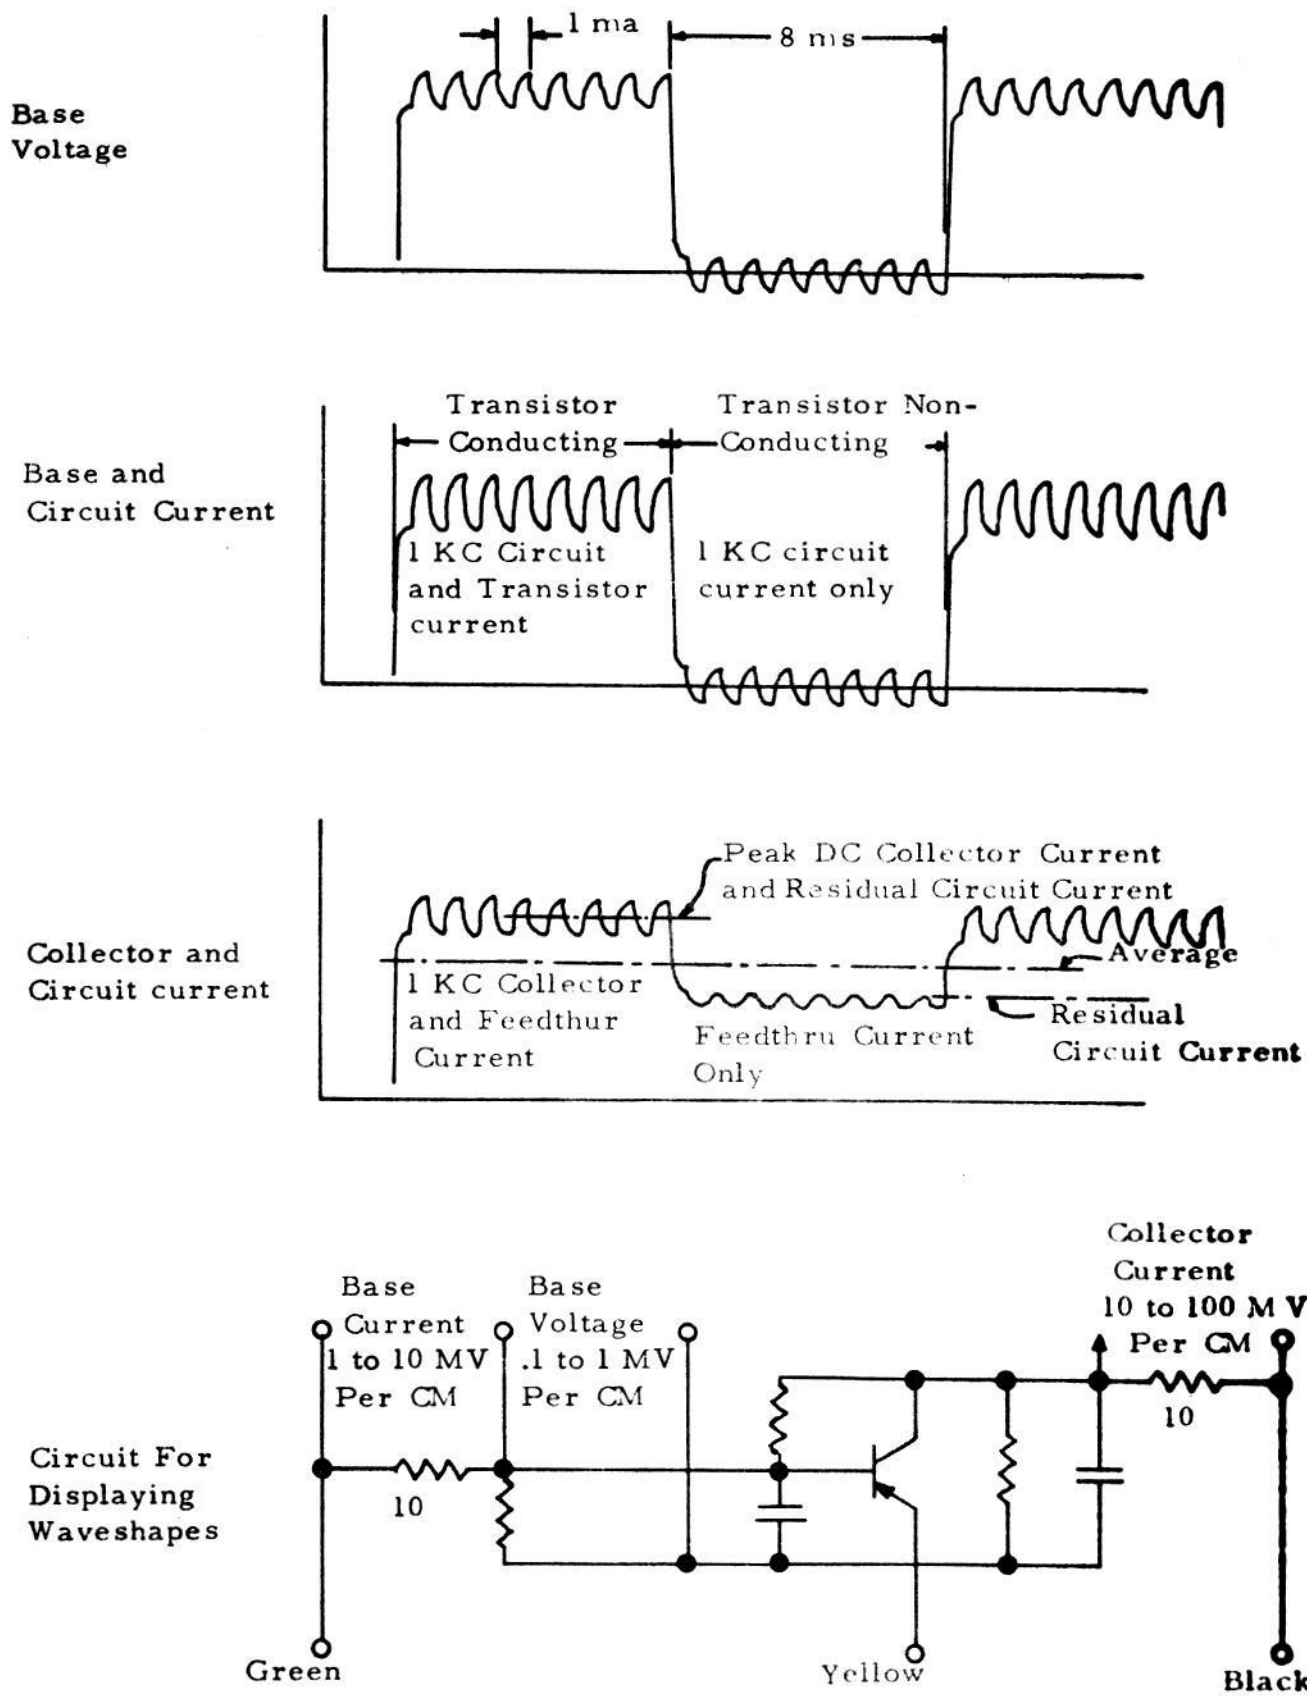 1 ma
8 ms
Base
Voltage
Transistor
Conducting
Transistor Non-
Conducting
Base and
Circuit Current
1 KC Circuit
and Transistor
current
1 KC circuit
current only
Peak DC Collector Current
and Residual Circuit Current
Collector and
Circuit current
Average
1 KC Collector
and Feedthur
Current
Feedthru Current
Only
Residual
Circuit Current
Collector
Current
10 to 100 M V
Per CM
Base
Current
1 to 10 MV
Per CM
Base
Voltage
.1 to 1 MV
Per CM
10
Circuit For
Displaying
Waveshapes
10
Green
Yellow
Black